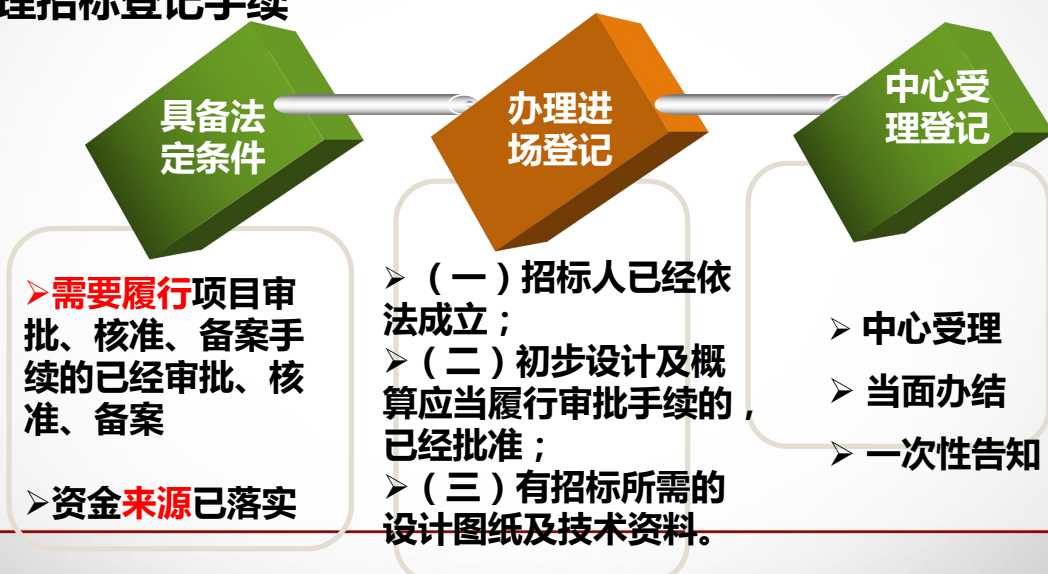 理招标登记手续
具备法
定条件
办理进
场登记
中心受
理登记
➢需要履行项目审
批、核准、备案手
续的已经审批、核
准、备案
➢资金来源已落实
➢（一）招标人已经依
法成立；
➢（二）初步设计及概
算应当履行审批手续的，
已经批准；
➢（三）有招标所需的
设计图纸及技术资料。
➢ 中心受理
➢ 当面办结
➢ 一次性告知